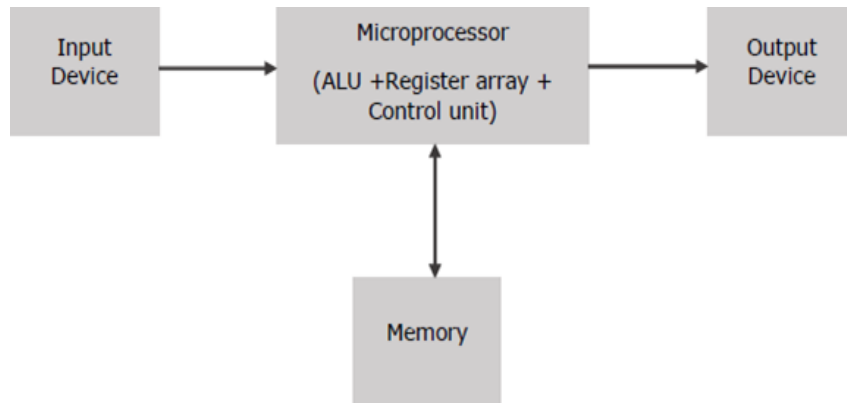 Input
Device
Microprocessor
(ALU +Register array +
Control unit)
Output
Device
Memory